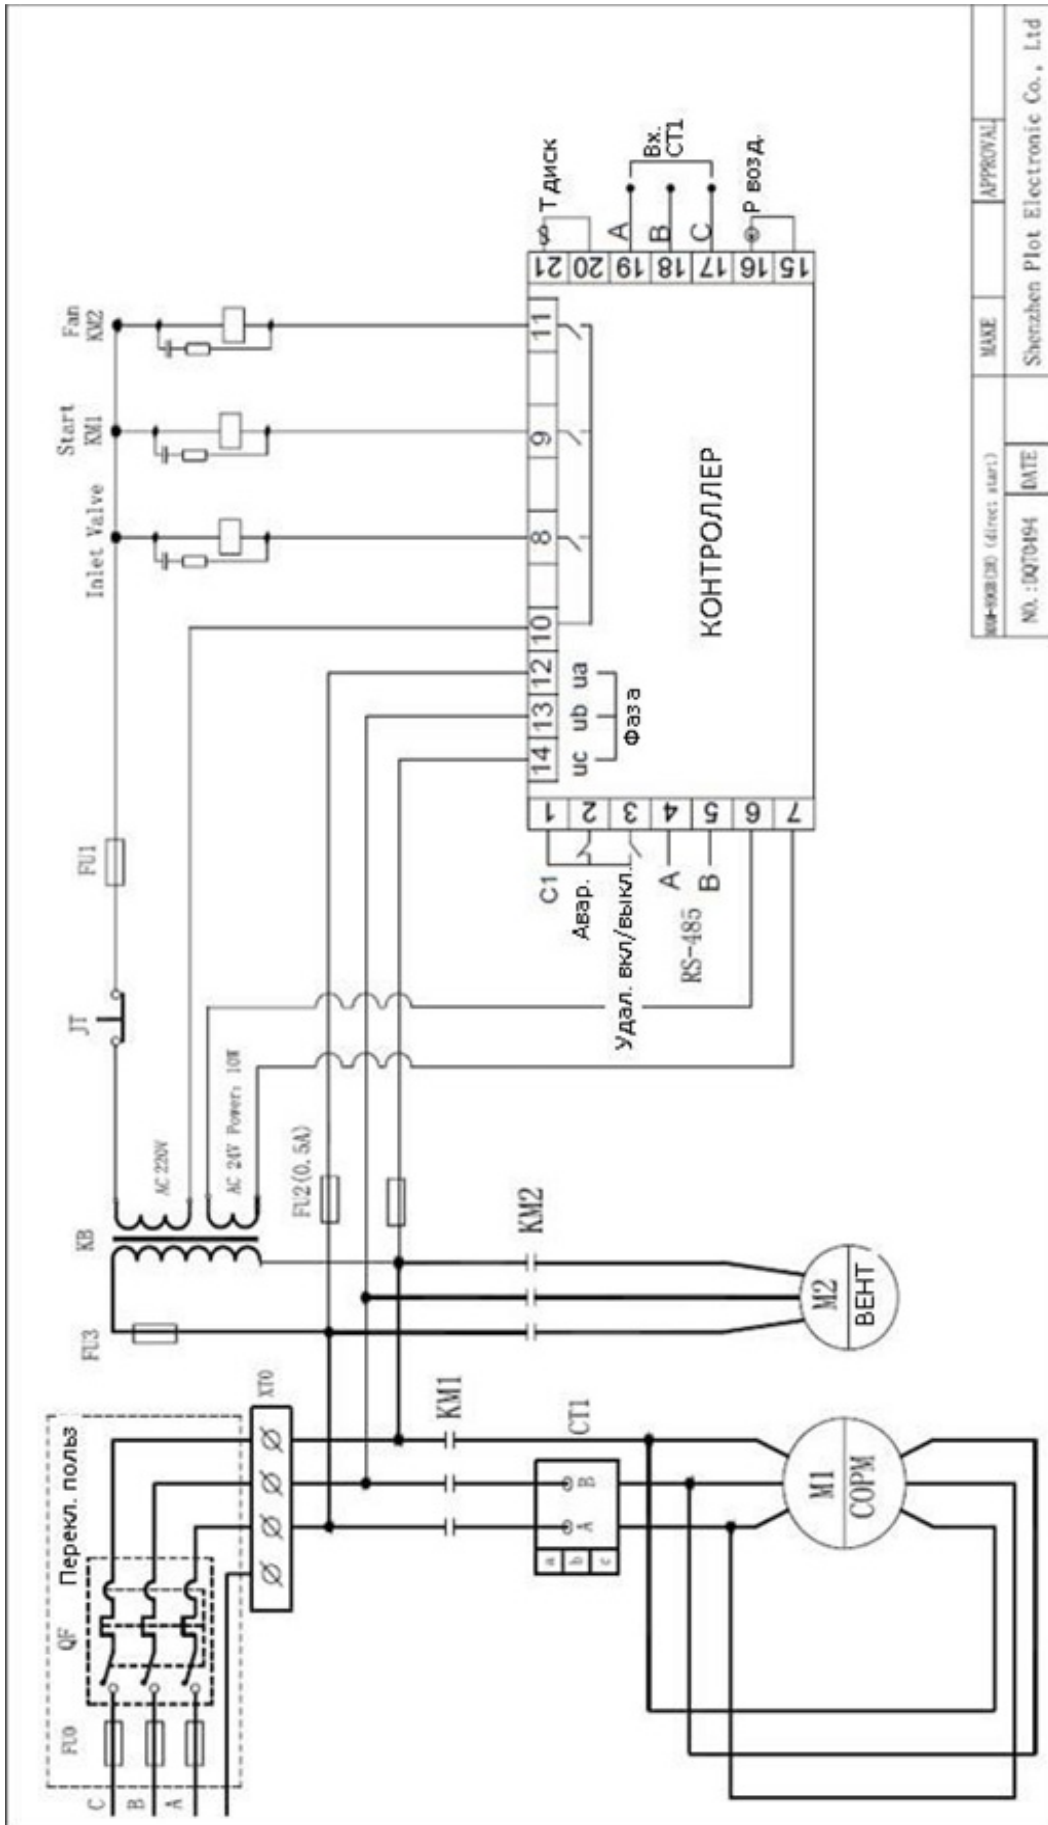 C
B
A
FU0
QF
Перекл. польз
XT0
FU3
KB
AC 220V
AC 24V Power: 10W
JT
FU1
Inlet Valve
Start
KM1
Fan
KM2
FU2(0.5A)
KM1
KM2
CT1
A
B
a
b
c
M1
COPM
M2
ВЕНТ
C1
Авар.
Удал. вкл/выкл.
A
B
RS-485
1
2
3
4
5
6
7
14
13
12
10
8
9
11
uc
ub
ua
Фаза
КОНТРОЛЛЕР
21
20
19
18
17
16
15
Т диск
A
B
C
Вх.
СТ1
Р возд.
(direct start)
MAKE
APPROVAL
NO.:DQT0494
DATE
Shenzhen Plot Electronic Co., Ltd